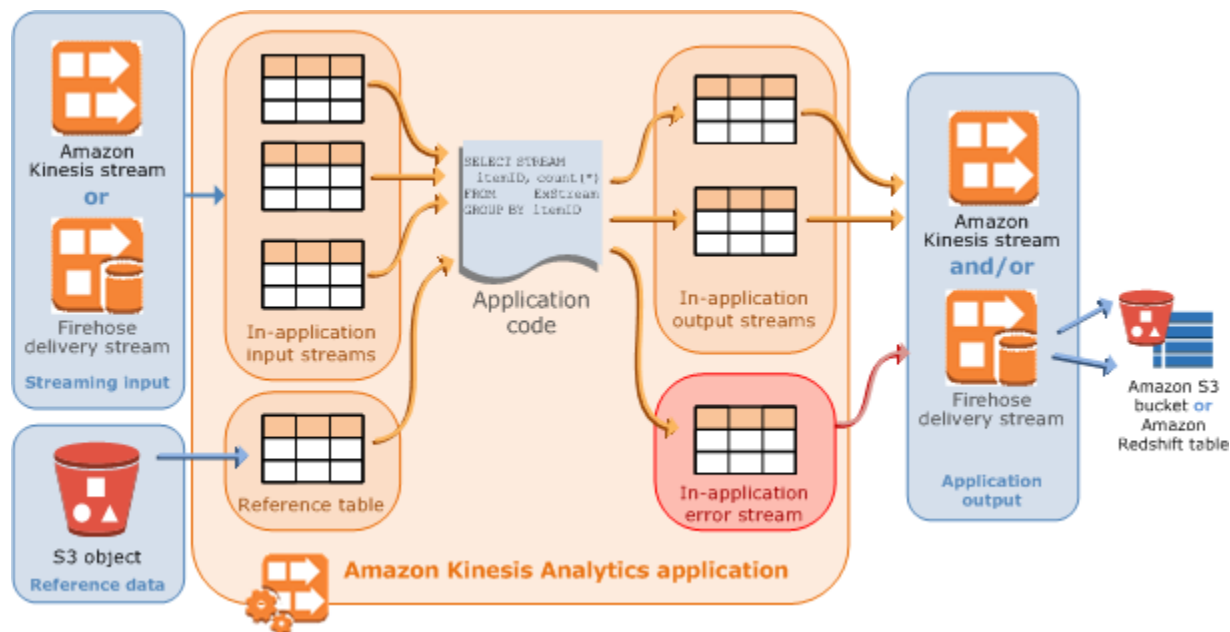 Amazon
Kinesis stream
or
Firehose
delivery stream
Streaming input
S3 object
Reference data
In-application
input streams
Reference table
SELECT STREAM
itemID, count(*)
FROM ExStream
GROUP BY itemID
Application
code
In-application
output streams
In-application
error stream
Amazon Kinesis Analytics application
Amazon
Kinesis stream
and/or
Firehose
delivery stream
Application
output
Amazon S3
bucket or
Amazon
Redshift table